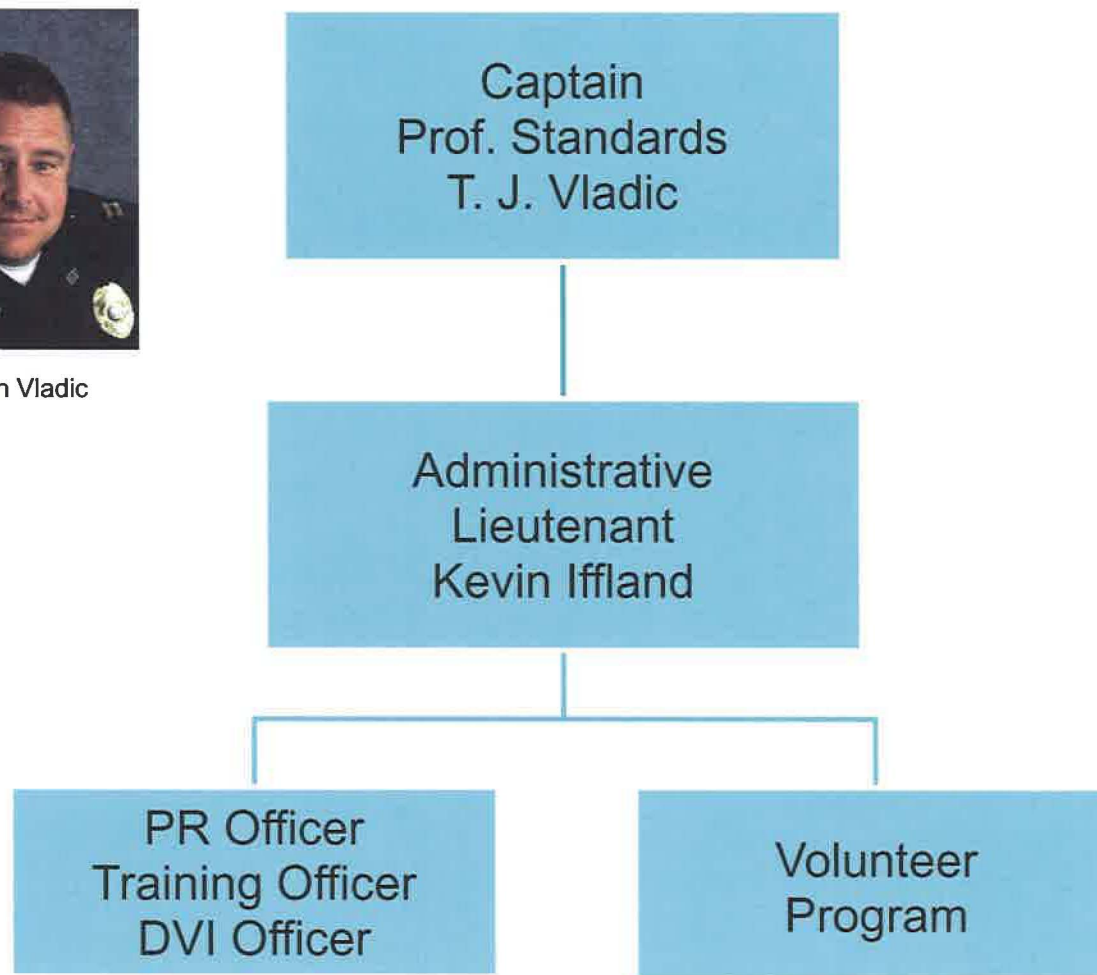 Captain
Prof. Standards
T. J. Vladic
Vladic
Administrative
Lieutenant
Kevin Iffland
PR Officer
Training Officer
DVI Officer
Volunteer
Program